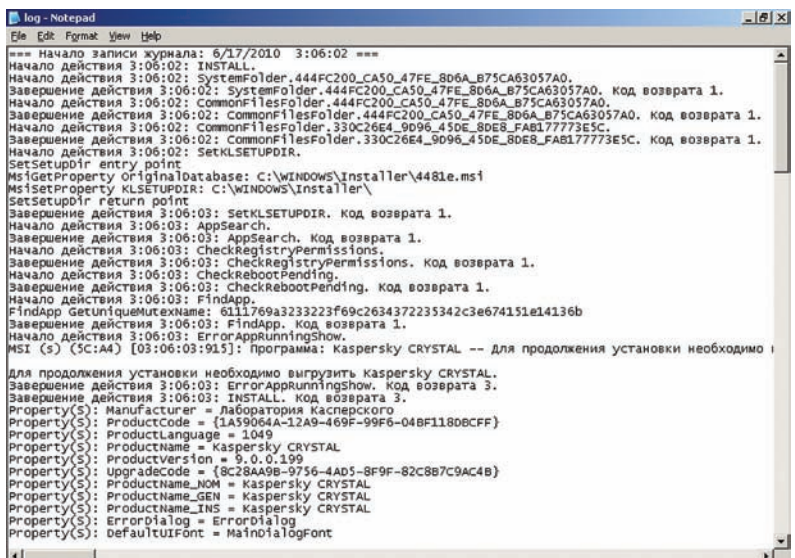 log - Notepad
File Edit Format View Help
=== Начало записи журнала: 6/17/2010  3:06:02 ===
Начало действия 3:06:02: INSTALL.
Начало действия 3:06:02: SystemFolder.444FC200_CA50_47FE_8D6A_B75CA63057A0.
Завершение действия 3:06:02: SystemFolder.444FC200_CA50_47FE_8D6A_B75CA63057A0. Код возврата 1.
Начало действия 3:06:02: CommonFilesFolder.444FC200_CA50_47FE_8D6A_B75CA63057A0.
Завершение действия 3:06:02: CommonFilesFolder.444FC200_CA50_47FE_8D6A_B75CA63057A0. Код возврата 1.
Начало действия 3:06:02: CommonFilesFolder.330C26E4_9D96_45DE_8DE8_FAB177773E5C.
Завершение действия 3:06:02: CommonFilesFolder.330C26E4_9D96_45DE_8DE8_FAB177773E5C. Код возврата 1.
Начало действия 3:06:02: SetKLSETUPDIR.
SetSetupDir entry point
MsiGetProperty OriginalDatabase: C:\WINDOWS\Installer\4481e.msi
MsiSetProperty KLSETUPDIR: C:\WINDOWS\Installer\
SetSetupDir return point
Завершение действия 3:06:03: SetKLSETUPDIR. Код возврата 1.
Начало действия 3:06:03: AppSearch.
Завершение действия 3:06:03: AppSearch. Код возврата 1.
Начало действия 3:06:03: CheckRegistryPermissions.
Завершение действия 3:06:03: CheckRegistryPermissions. Код возврата 1.
Начало действия 3:06:03: CheckRebootPending.
Завершение действия 3:06:03: CheckRebootPending. Код возврата 1.
Начало действия 3:06:03: FindApp.
FindApp GetUniqueMutexName: 6111769a3233223f69c2634372235342c3e674151e14136b
Завершение действия 3:06:03: FindApp. Код возврата 1.
Начало действия 3:06:03: ErrorAppRunningShow.
MSI (s) (5C:A4) [03:06:03:915]: Программа: Kaspersky CRYSTAL -- Для продолжения установки необходимо
Для продолжения установки необходимо выгрузить Kaspersky CRYSTAL.
Завершение действия 3:06:03: ErrorAppRunningShow. Код возврата 3.
Завершение действия 3:06:03: INSTALL. Код возврата 3.
Property(S): Manufacturer = Лаборатория Касперского
Property(S): ProductCode = {1A59064A-12A9-469F-99F6-04BF118DBCFF}
Property(S): ProductLanguage = 1049
Property(S): ProductName = Kaspersky CRYSTAL
Property(S): ProductVersion = 9.0.0.199
Property(S): UpgradeCode = {8C28AA9B-9756-4AD5-8F9F-82C8B7C9AC4B}
Property(S): ProductName_NOM = Kaspersky CRYSTAL
Property(S): ProductName_GEN = Kaspersky CRYSTAL
Property(S): ProductName_INS = Kaspersky CRYSTAL
Property(S): ErrorDialog = ErrorDialog
Property(S): DefaultUIFont = MainDialogFont